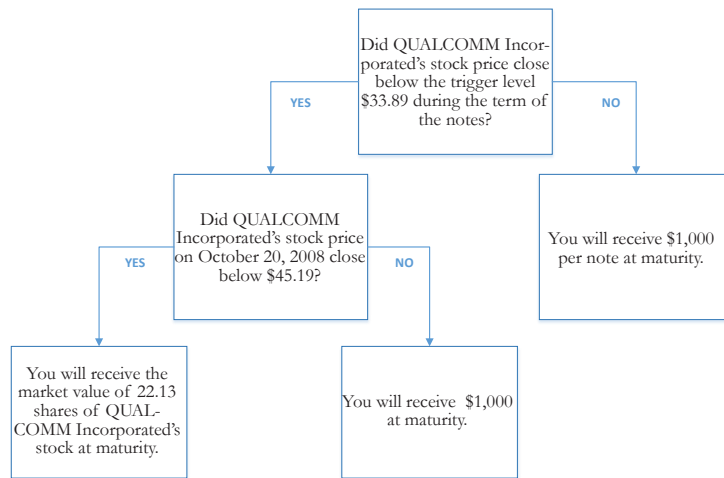 Did QUALCOMM Incor-
porated's stock price close
below the trigger level
$33.89 during the term of
the notes?
YES
NO
Did QUALCOMM
Incorporated's stock price
on October 20, 2008 close
below $45.19?
You will receive $1,000
per note at maturity.
YES
NO
You will receive the
market value of 22.13
shares of QUAL-
COMM Incorporated's
stock at maturity.
You will receive $1,000
at maturity.